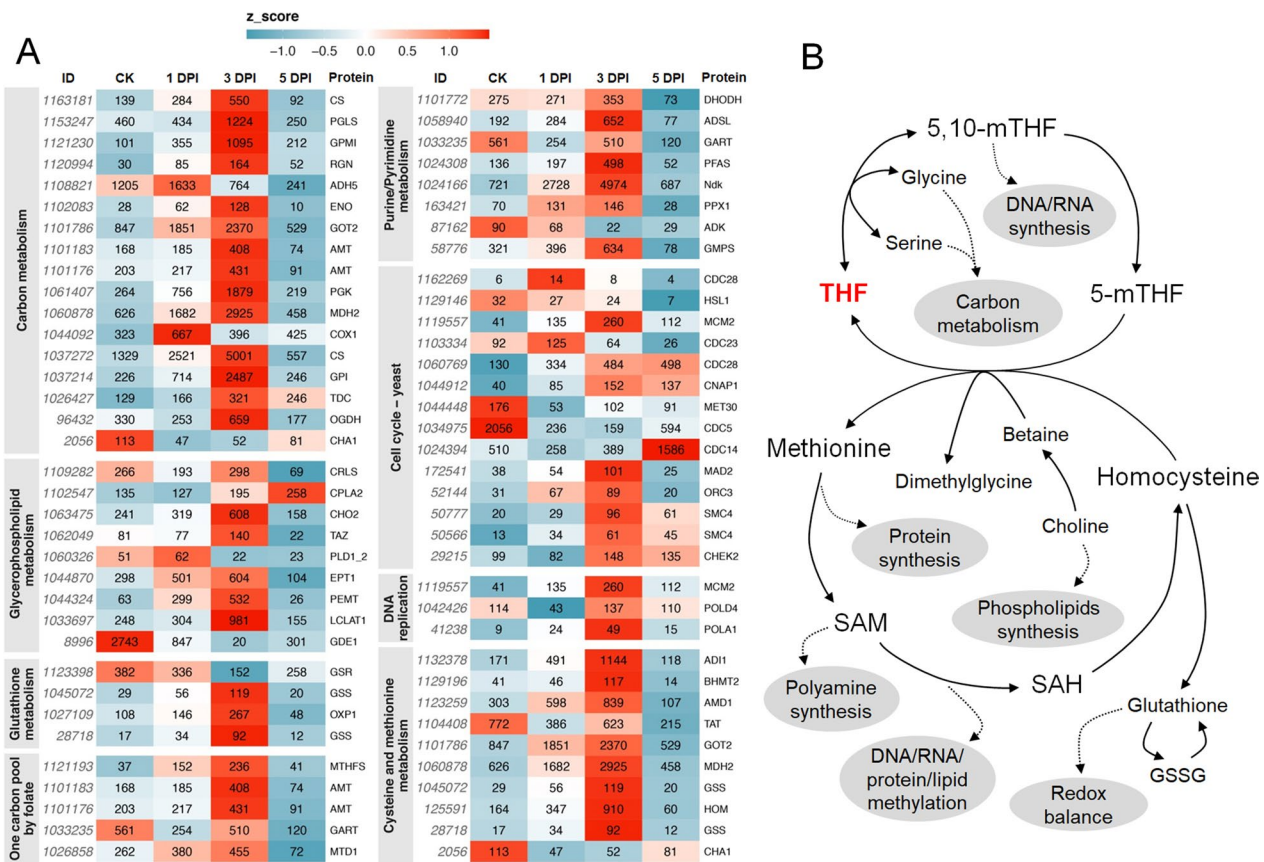 A
z_score
−1.0 −0.5 0.0 0.5 1.0
ID CK 1 DPI 3 DPI 5 DPI Protein
Carbon metabolism
1163181 139 284 550 92 CS
1153247 460 434 1224 250 PGLS
1121230 101 355 1095 212 GPMI
1120994 30 85 164 52 RGN
1108821 1205 1633 764 241 ADH5
1102083 28 62 128 10 ENO
1101786 847 1851 2370 529 GOT2
1101183 168 185 408 74 AMT
1101176 203 217 431 91 AMT
1061407 264 756 1879 219 PGK
1060878 626 1682 2925 458 MDH2
1044092 323 667 396 425 COX1
1037272 1329 2521 5001 557 CS
1037214 226 714 2487 246 GPI
1026427 129 166 321 246 TDC
96432 330 253 659 177 OGDH
2056 113 47 52 81 CHA1
Glycerophospholipid
metabolism
1109282 266 193 298 69 CRLS
1102547 135 127 195 258 CPLA2
1063475 241 319 608 158 CHO2
1062049 81 77 140 22 TAZ
1060326 51 62 22 23 PLD1_2
1044870 298 501 604 104 EPT1
1044324 63 299 532 26 PEMT
1033697 248 304 981 155 LCLAT1
8996 2743 847 20 301 GDE1
Glutathione
metabolism
1123398 382 336 152 258 GSR
1045072 29 56 119 20 GSS
1027109 108 146 267 48 OXP1
28718 17 34 92 12 GSS
One carbon pool
by folate
1121193 37 152 236 41 MTHFS
1101183 168 185 408 74 AMT
1101176 203 217 431 91 AMT
1033235 561 254 510 120 GART
1026858 262 380 455 72 MTD1
ID CK 1 DPI 3 DPI 5 DPI Protein
Purine/Pyrimidine
metabolism
1101772 275 271 353 73 DHODH
1058940 192 284 652 77 ADSL
1033235 561 254 510 120 GART
1024308 136 197 498 52 PFAS
1024166 721 2728 4974 687 Ndk
163421 70 131 146 28 PPX1
87162 90 68 22 29 ADK
58776 321 396 634 78 GMPS
Cell cycle – yeast
1162269 6 14 8 4 CDC28
1129146 32 27 24 7 HSL1
1119557 41 135 260 112 MCM2
1103334 92 125 64 26 CDC23
1060769 130 334 484 498 CDC28
1044912 40 85 152 137 CNAP1
1044448 176 53 102 91 MET30
1034975 2056 236 159 594 CDC5
1024394 510 258 389 1586 CDC14
172541 38 54 101 25 MAD2
52144 31 67 89 20 ORC3
50777 20 29 96 61 SMC4
50566 13 34 61 45 SMC4
29215 99 82 148 135 CHEK2
DNA
replication
1119557 41 135 260 112 MCM2
1042426 114 43 137 110 POLD4
41238 9 24 49 15 POLA1
Cysteine and methionine
metabolism
1132378 171 491 1144 118 ADI1
1129196 41 46 117 14 BHMT2
1123259 303 598 839 107 AMD1
1104408 772 386 623 215 TAT
1101786 847 1851 2370 529 GOT2
1060878 626 1682 2925 458 MDH2
1045072 29 56 119 20 GSS
125591 164 347 910 60 HOM
28718 17 34 92 12 GSS
2056 113 47 52 81 CHA1
B
5,10-mTHF
Glycine
DNA/RNA
synthesis
Serine
THF
Carbon
metabolism
5-mTHF
Methionine
Betaine
Dimethylglycine
Homocysteine
Protein
synthesis
Choline
Phospholipids
synthesis
SAM
SAH
Polyamine
synthesis
Glutathione
DNA/RNA/
protein/lipid
methylation
GSSG
Redox
balance